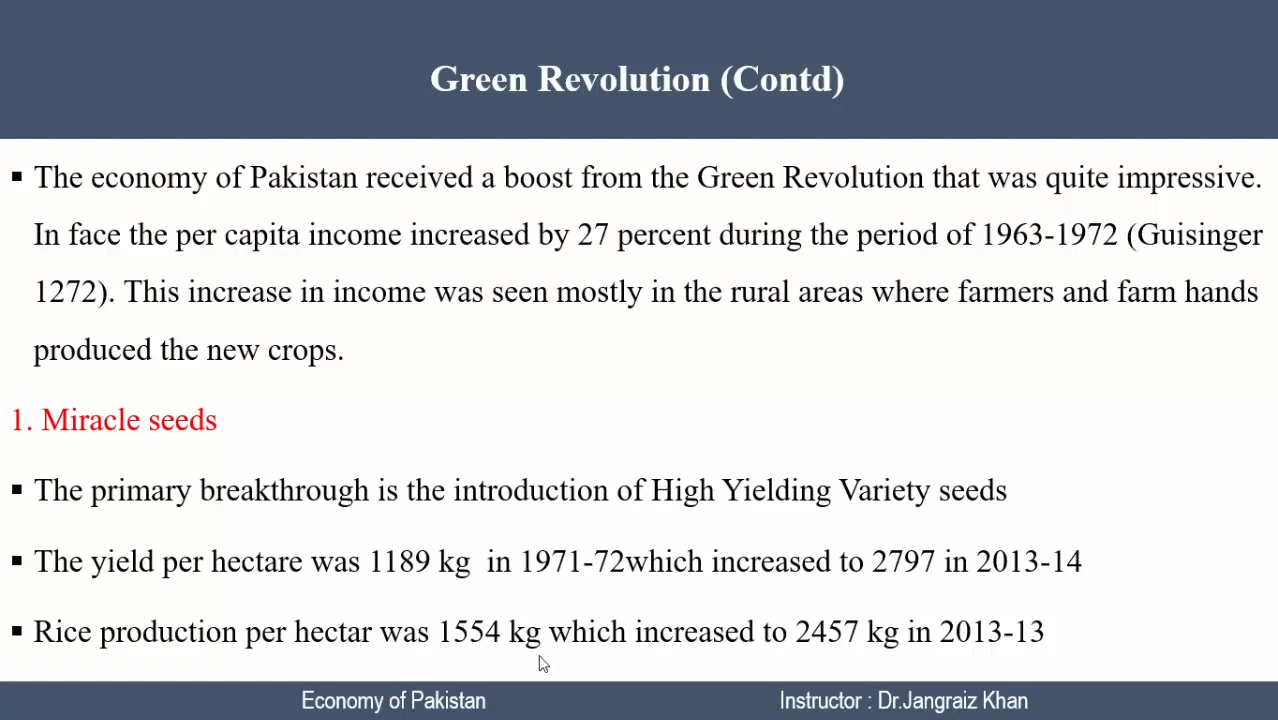 Green Revolution (Contd)
▪ The economy of Pakistan received a boost from the Green Revolution that was quite impressive.
In face the per capita income increased by 27 percent during the period of 1963-1972 (Guisinger
1272). This increase in income was seen mostly in the rural areas where farmers and farm hands
produced the new crops.
1. Miracle seeds
▪ The primary breakthrough is the introduction of High Yielding Variety seeds
▪ The yield per hectare was 1189 kg  in 1971-72which increased to 2797 in 2013-14
▪ Rice production per hectar was 1554 kg which increased to 2457 kg in 2013-13
Economy of Pakistan
Instructor : Dr.Jangraiz Khan